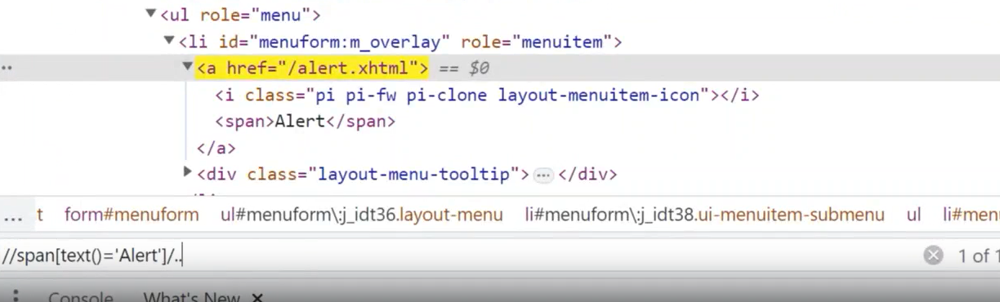 ▼<ul role="menu">
▼<li id="menuform:m_overlay" role="menuitem">
▼<a href="/alert.xhtml"> == $0
<i class="pi pi-fw pi-clone layout-menuitem-icon"></i>
<span>Alert</span>
</a>
▶<div class="layout-menu-tooltip">…</div>
... t form#menuform ul#menuform\:j_idt36.layout-menu li#menuform\:j_idt38.ui-menuitem-submenu ul li#men
//span[text()='Alert']/..
1 of 1
Console What's New ×